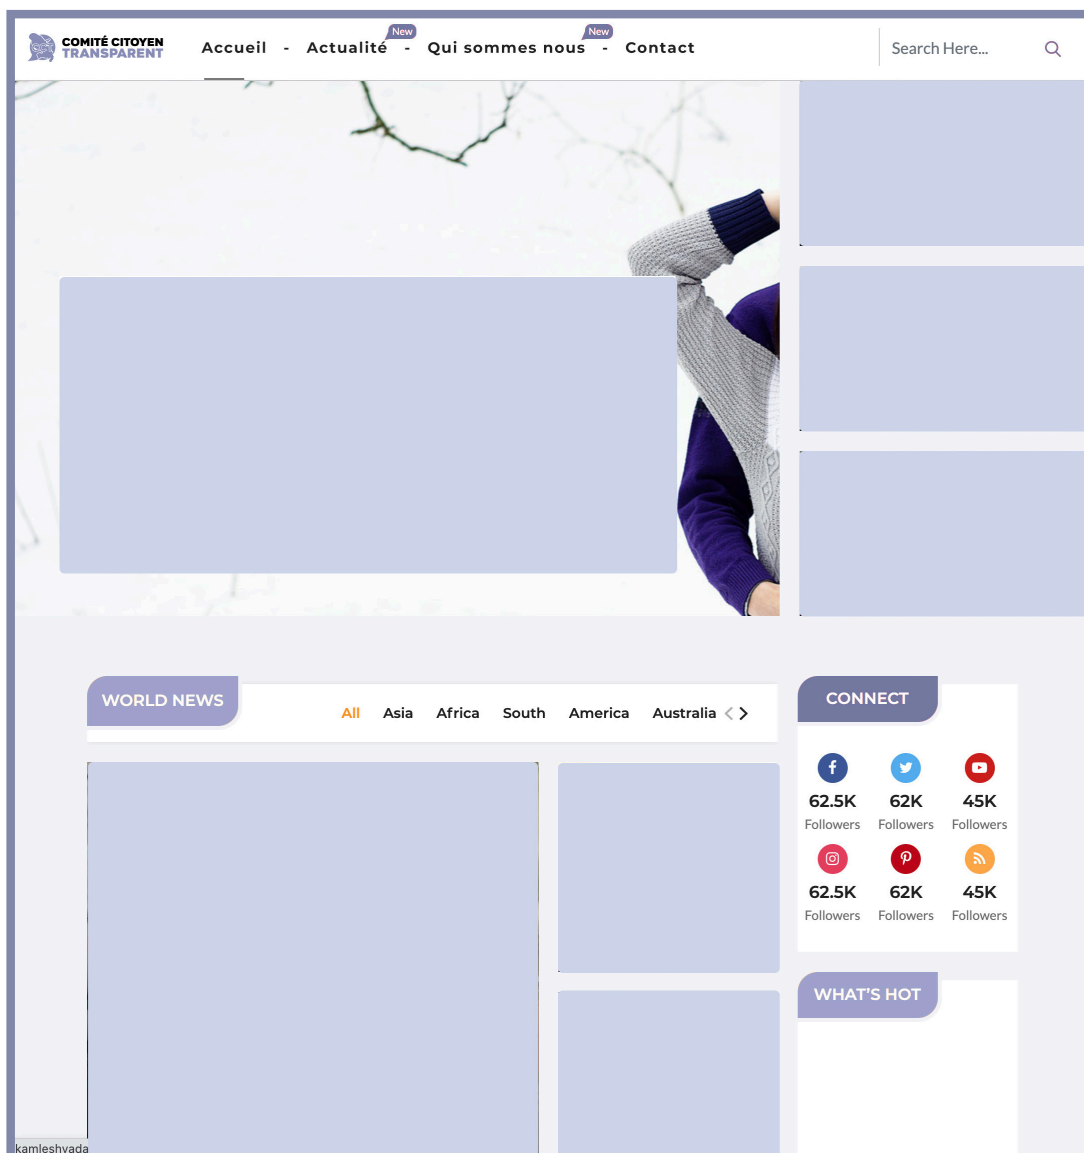 COMITÉ CITOYEN
TRANSPARENT
Accueil - Actualité New - Qui sommes nous New - Contact
Search Here...
WORLD NEWS
All Asia Africa South America Australia
CONNECT
62.5K 62K 45K
Followers Followers Followers
62.5K 62K 45K
Followers Followers Followers
WHAT'S HOT
kamleshyada